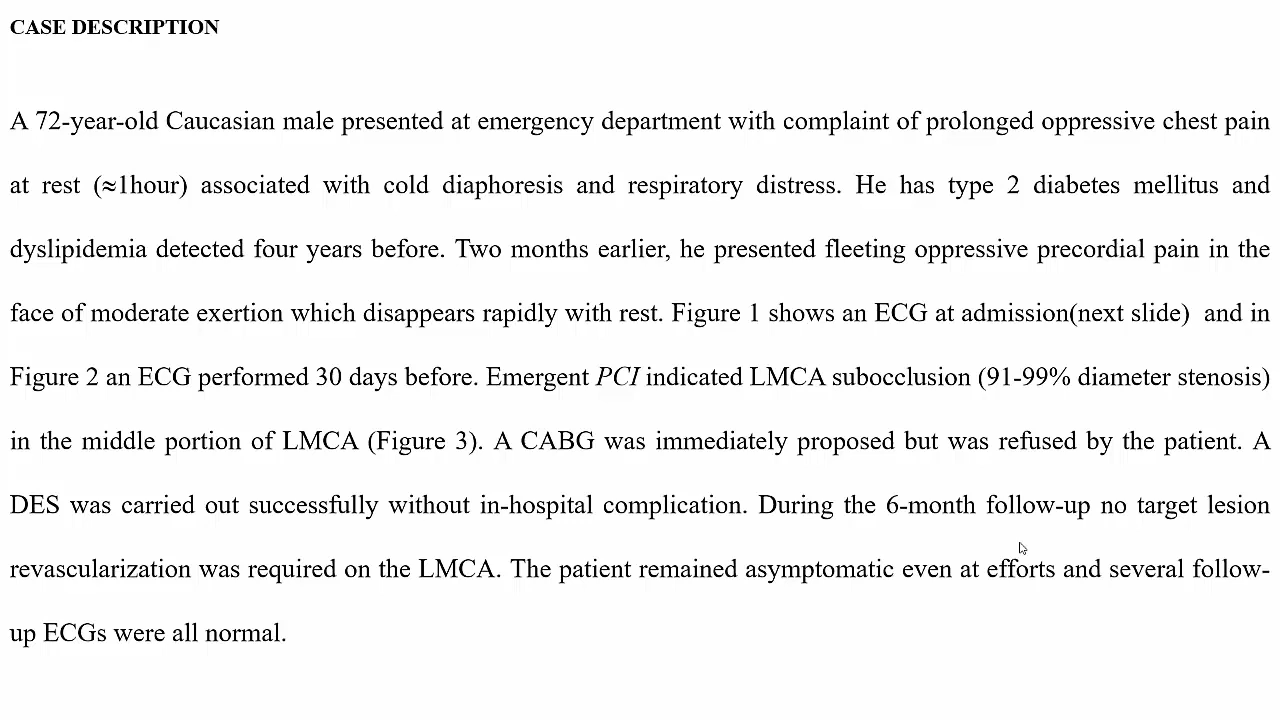 CASE DESCRIPTION
A 72-year-old Caucasian male presented at emergency department with complaint of prolonged oppressive chest pain
at rest (≈1hour) associated with cold diaphoresis and respiratory distress. He has type 2 diabetes mellitus and
dyslipidemia detected four years before. Two months earlier, he presented fleeting oppressive precordial pain in the
face of moderate exertion which disappears rapidly with rest. Figure 1 shows an ECG at admission(next slide) and in
Figure 2 an ECG performed 30 days before. Emergent PCI indicated LMCA subocclusion (91-99% diameter stenosis)
in the middle portion of LMCA (Figure 3). A CABG was immediately proposed but was refused by the patient. A
DES was carried out successfully without in-hospital complication. During the 6-month follow-up no target lesion
revascularization was required on the LMCA. The patient remained asymptomatic even at efforts and several follow-
up ECGs were all normal.